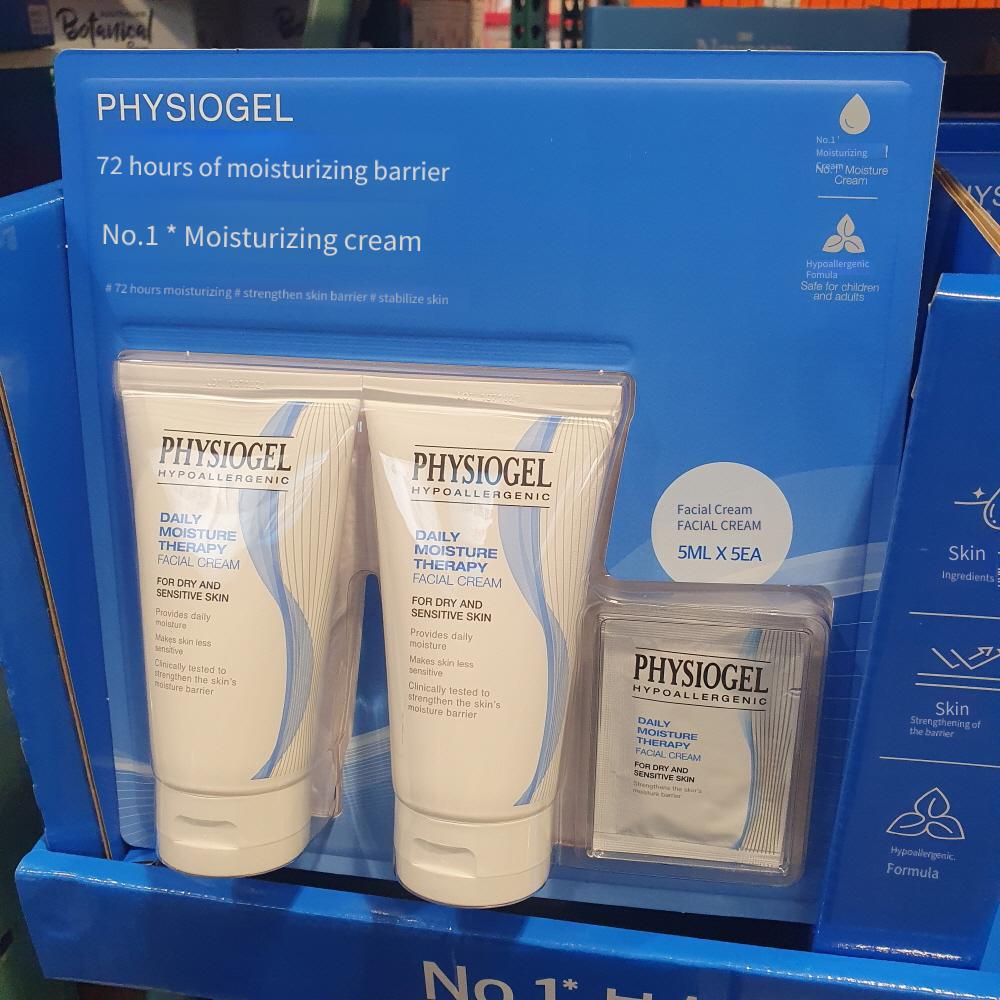 Botanical
PHYSIOGEL
72 hours of moisturizing barrier
No.1 * Moisturizing cream
# 72 hours moisturizing # strengthen skin barrier # stabilize skin
No.1'
Moisturizing
Cream
No.1* Moisture
Cream
Hypoallergenic
Fomula
Safe for children
and adults
PHYSIOGEL
HYPOALLERGENIC
DAILY
MOISTURE
THERAPY
FACIAL CREAM
FOR DRY AND
SENSITIVE SKIN
Provides daily
moisture
Makes skin less
sensitive
Clinically tested to
strengthen the skin's
moisture barrier
PHYSIOGEL
HYPOALLERGENIC
DAILY
MOISTURE
THERAPY
FACIAL CREAM
FOR DRY AND
SENSITIVE SKIN
Provides daily
moisture
Makes skin less
sensitive
Clinically tested to
strengthen the skin's
moisture barrier
Facial Cream
FACIAL CREAM
5ML X 5EA
PHYSIOGEL
HYPOALLERGENIC
DAILY
MOISTURE
THERAPY
FACIAL CREAM
FOR DRY AND
SENSITIVE SKIN
Strengthens the skin's
moisture barrier
Skin
Ingredients
Skin
Strengthening of
the barrier
Hypoallergenic.
Formula
No.1*